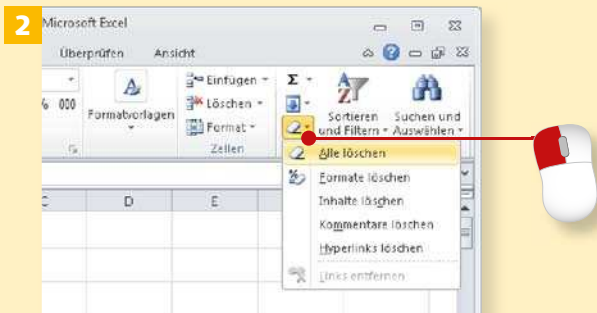 2
Microsoft Excel
Überprüfen Ansicht
% 000
Formatvorlagen
Einfügen
Löschen
Format
Zellen
Σ
Sortieren und Filtern
Suchen und Auswählen
Alle löschen
Formate löschen
Inhalte löschen
Kommentare löschen
Hyperlinks löschen
Links entfernen
C D E